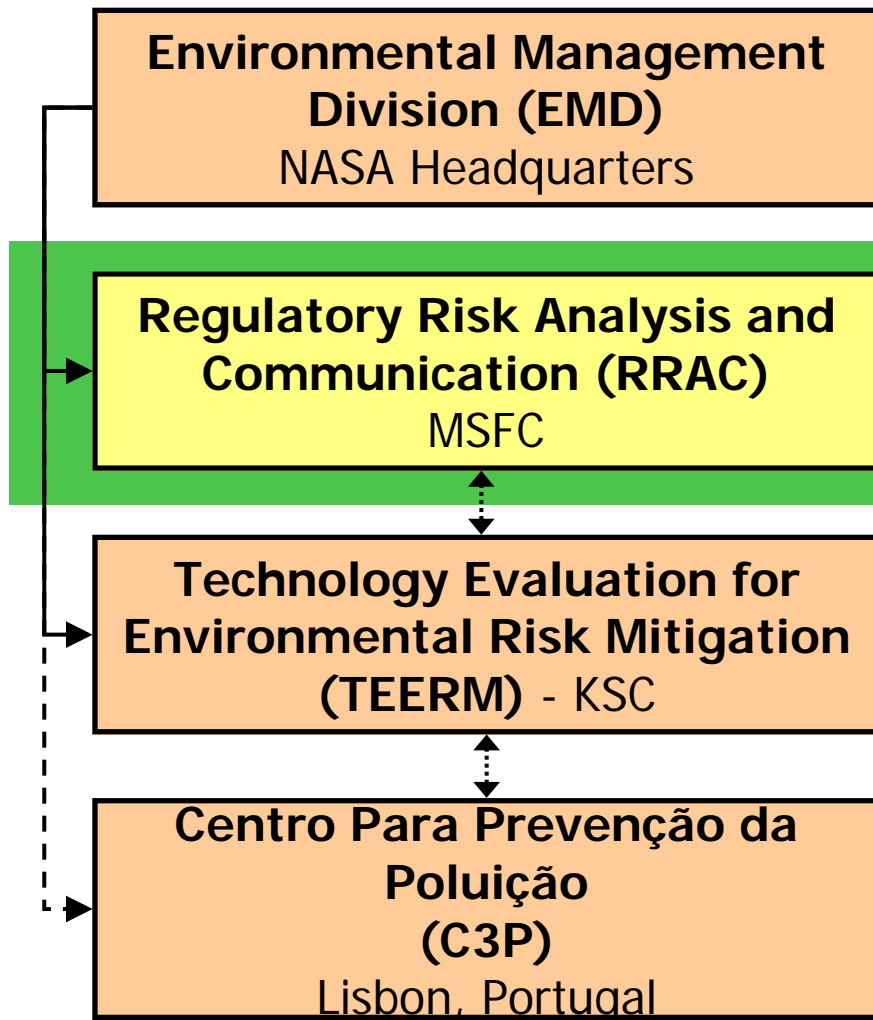 Environmental Management
Division (EMD)
NASA Headquarters
Regulatory Risk Analysis and
Communication (RRAC)
MSFC
Technology Evaluation for
Environmental Risk Mitigation
(TEERM) - KSC
Centro Para Prevenção da
Poluição
(C3P)
Lisbon, Portugal